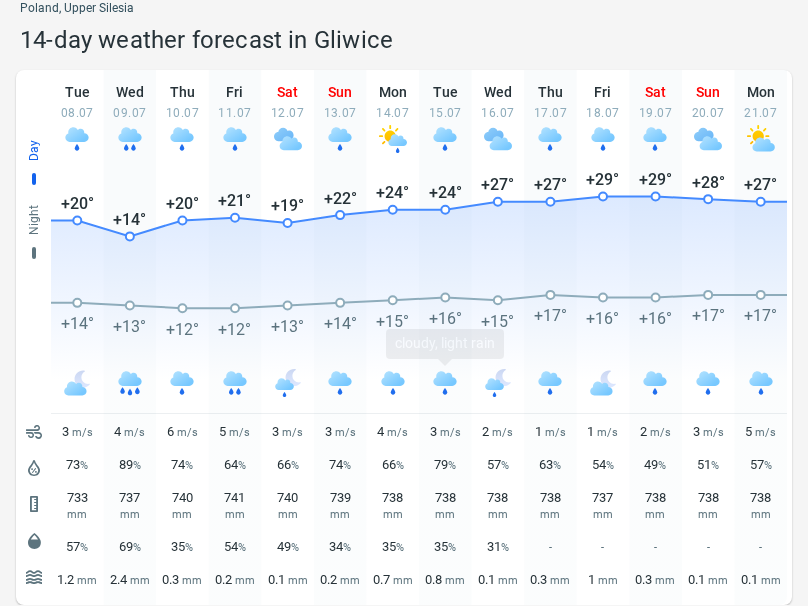 Poland, Upper Silesia
14-day weather forecast in Gliwice
Tue Wed Thu Fri Sat Sun Mon Tue Wed Thu Fri Sat Sun Mon
08.07 09.07 10.07 11.07 12.07 13.07 14.07 15.07 16.07 17.07 18.07 19.07 20.07 21.07
Day
+20° +14° +20° +21° +19° +22° +24° +24° +27° +27° +29° +29° +28° +27°
Night
+14° +13° +12° +12° +13° +14° +15° +16° +15° +17° +16° +16° +17° +17°
cloudy, light rain
3 m/s 4 m/s 6 m/s 5 m/s 3 m/s 3 m/s 4 m/s 3 m/s 2 m/s 1 m/s 1 m/s 2 m/s 3 m/s 5 m/s
73% 89% 74% 64% 66% 74% 66% 79% 57% 63% 54% 49% 51% 57%
733 737 740 741 740 739 738 738 738 738 737 738 738 738
mm mm mm mm mm mm mm mm mm mm mm mm mm mm
57% 69% 35% 54% 49% 34% 35% 35% 31% - - - - -
1.2 mm 2.4 mm 0.3 mm 0.2 mm 0.1 mm 0.2 mm 0.7 mm 0.8 mm 0.1 mm 0.3 mm 1 mm 0.3 mm 0.1 mm 0.1 mm